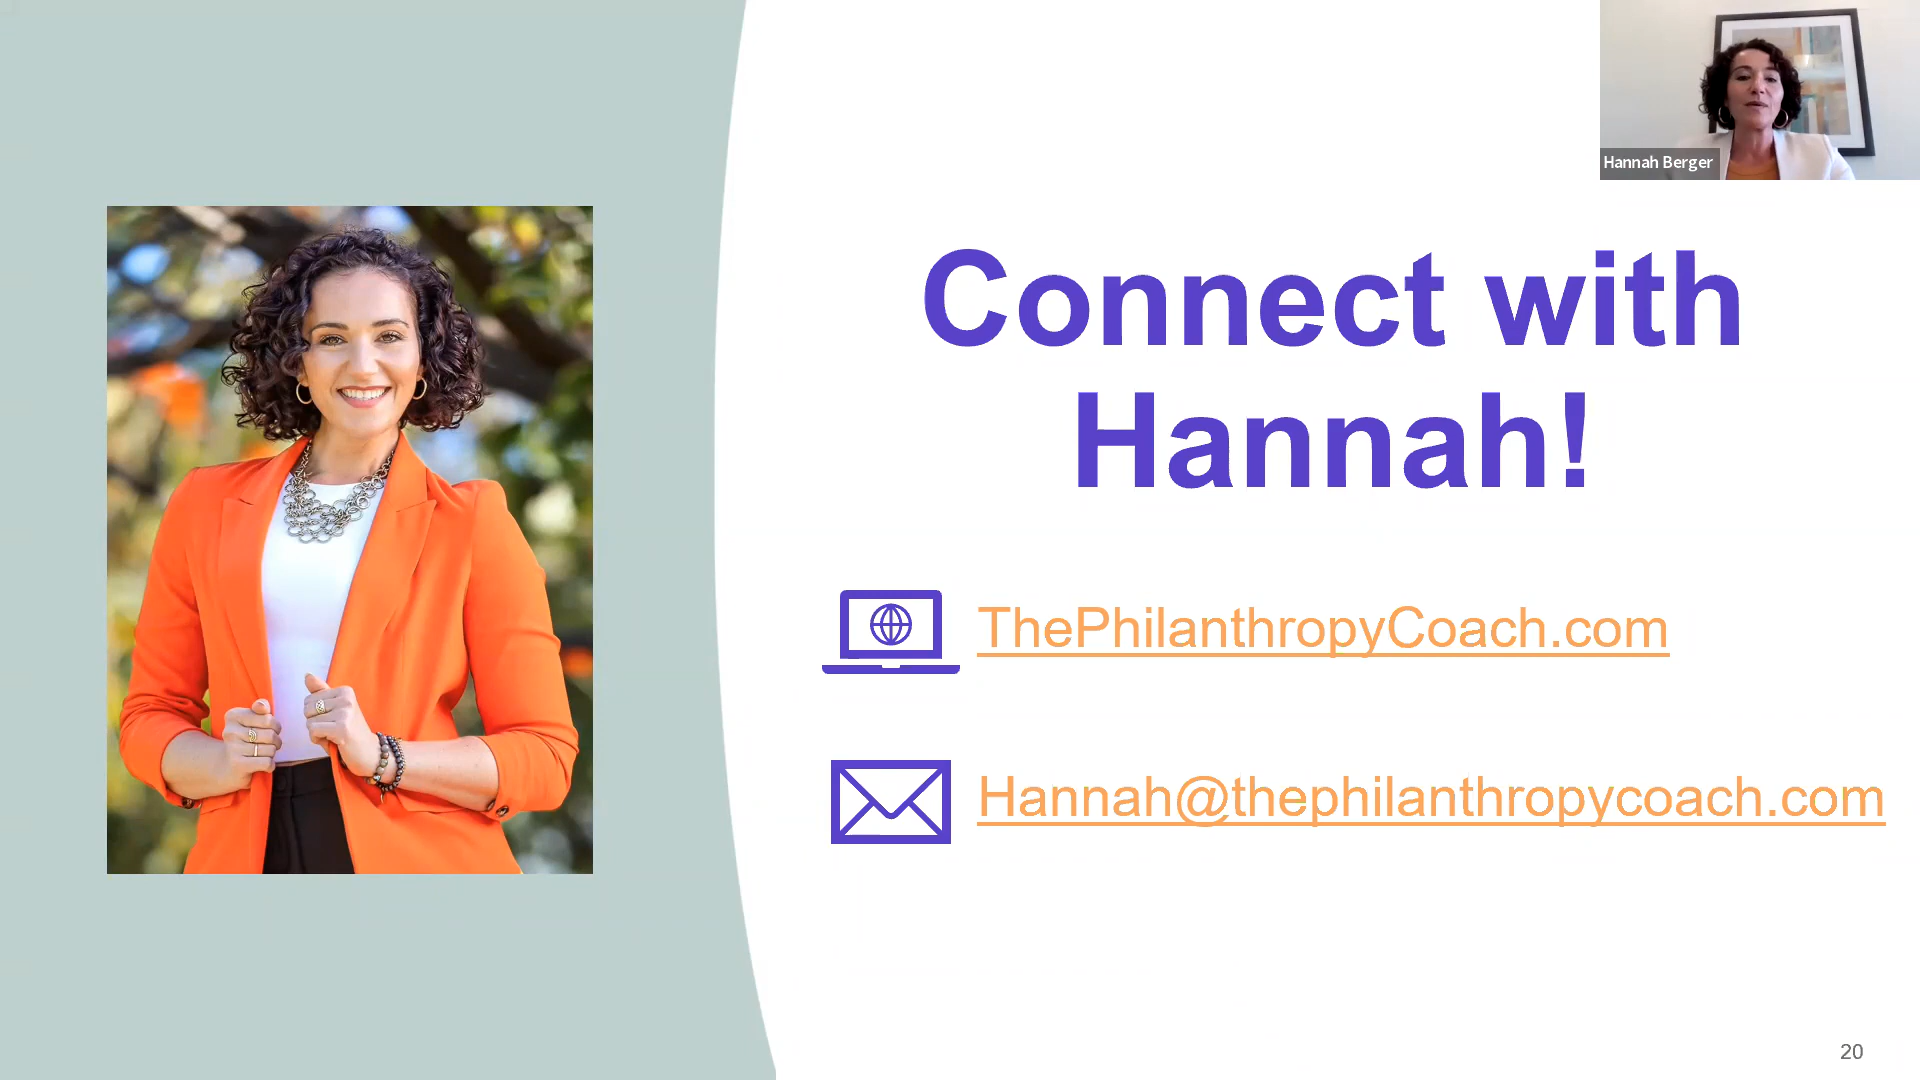 Hannah Berger
Connect with
Hannah!
ThePhilanthropyCoach.com
Hannah@thephilanthropycoach.com
20